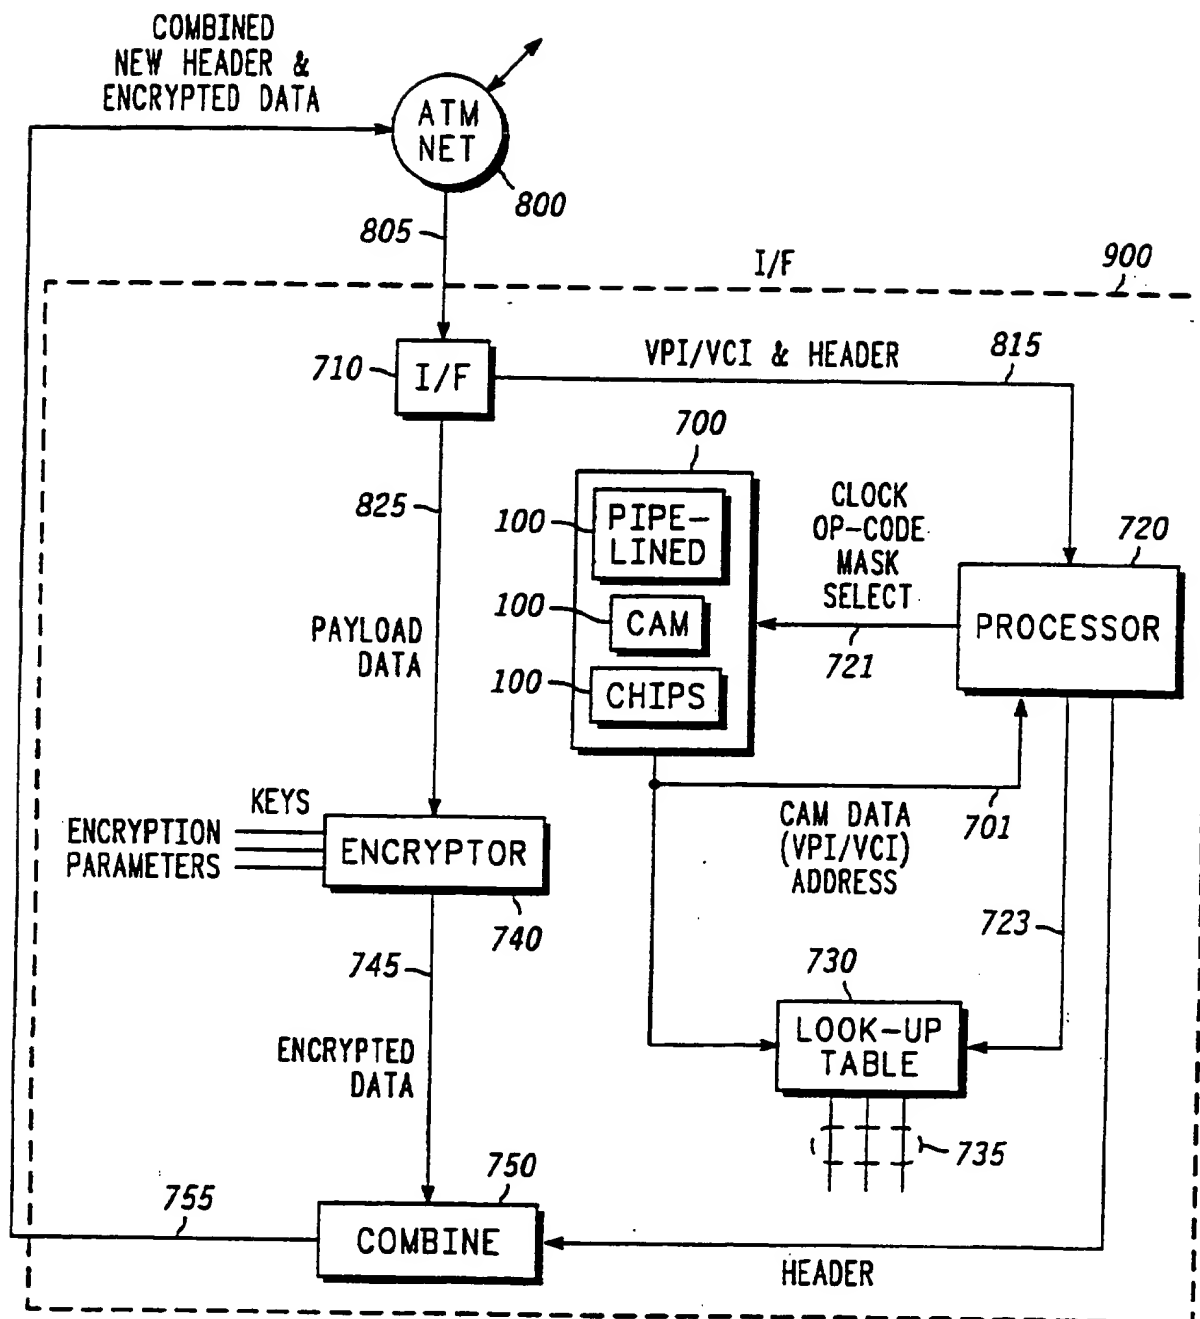 COMBINED
NEW HEADER &
ENCRYPTED DATA
ATM
NET
800
805
I/F
900
710
I/F
VPI/VCI & HEADER
815
700
825
100
PIPE-
LINED
CLOCK
OP-CODE
MASK
SELECT
720
100
CAM
PROCESSOR
PAYLOAD
DATA
721
100
CHIPS
KEYS
ENCRYPTION
PARAMETERS
ENCRYPTOR
CAM DATA
(VPI/VCI)
ADDRESS
701
740
723
745
730
LOOK-UP
TABLE
ENCRYPTED
DATA
735
750
755
COMBINE
HEADER